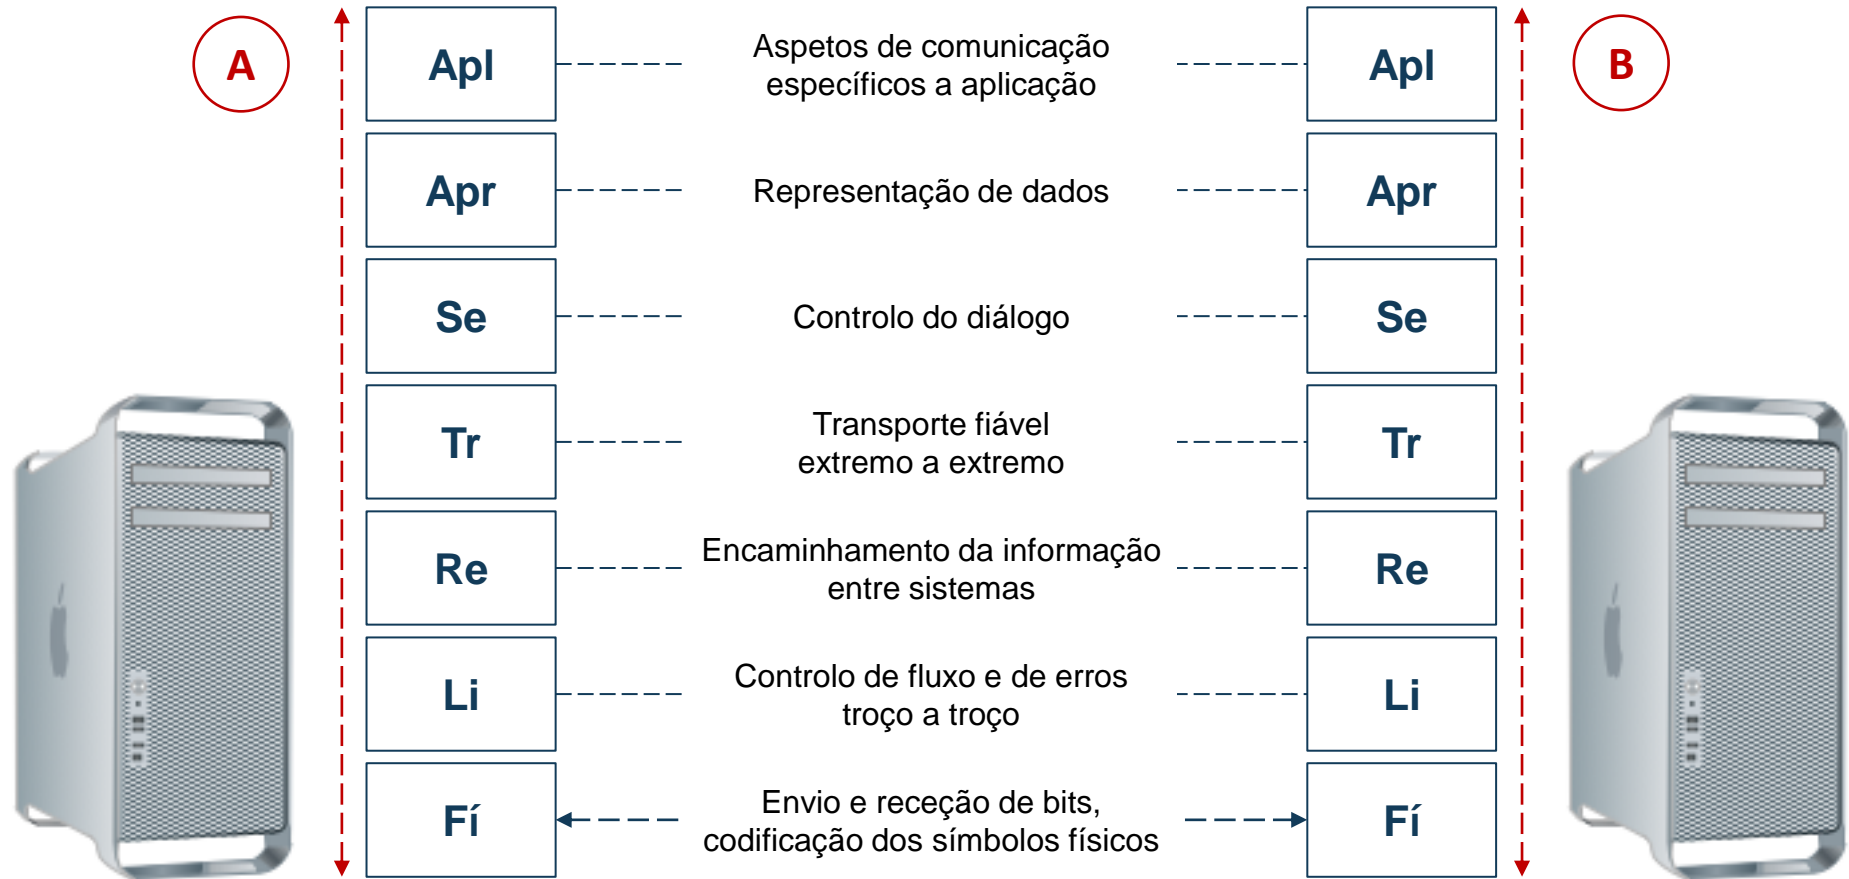 A
Apl
Aspetos de comunicação
específicos a aplicação
Apl
B
Apr
Representação de dados
Apr
Se
Controlo do diálogo
Se
Tr
Transporte fiável
extremo a extremo
Tr
Re
Encaminhamento da informação
entre sistemas
Re
Li
Controlo de fluxo e de erros
troço a troço
Li
Fí
Envio e receção de bits,
codificação dos símbolos físicos
Fí